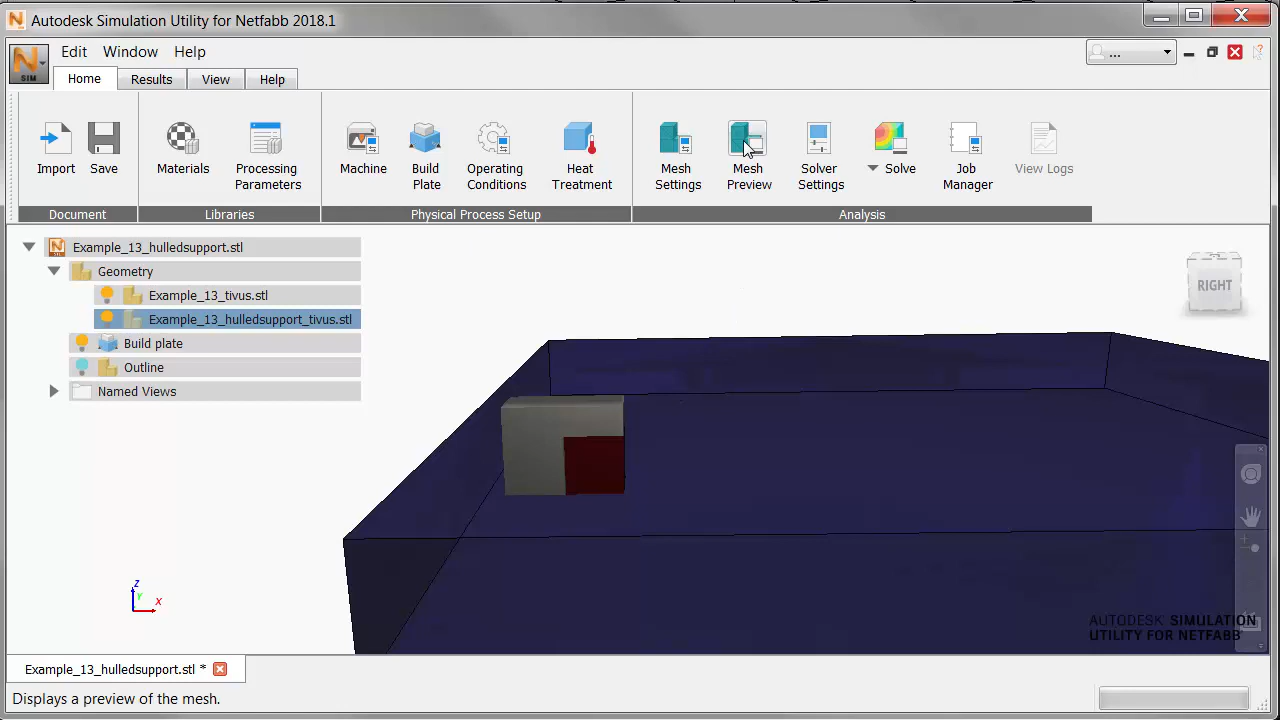 Autodesk Simulation Utility for Netfabb 2018.1
Edit Window Help
...
N
SIM
Home Results View Help
Import Save Materials Processing Parameters Machine Build Plate Operating Conditions Heat Treatment Mesh Settings Mesh Preview Solver Settings Solve Job Manager View Logs
Document Libraries Physical Process Setup Analysis
Example_13_hulledsupport.stl
Geometry
Example_13_tivus.stl
Example_13_hulledsupport_tivus.stl
Build plate
Outline
Named Views
RIGHT
Z
Y
X
AUTODESK SIMULATION
UTILITY FOR NETFABB
Example_13_hulledsupport.stl *
Displays a preview of the mesh.